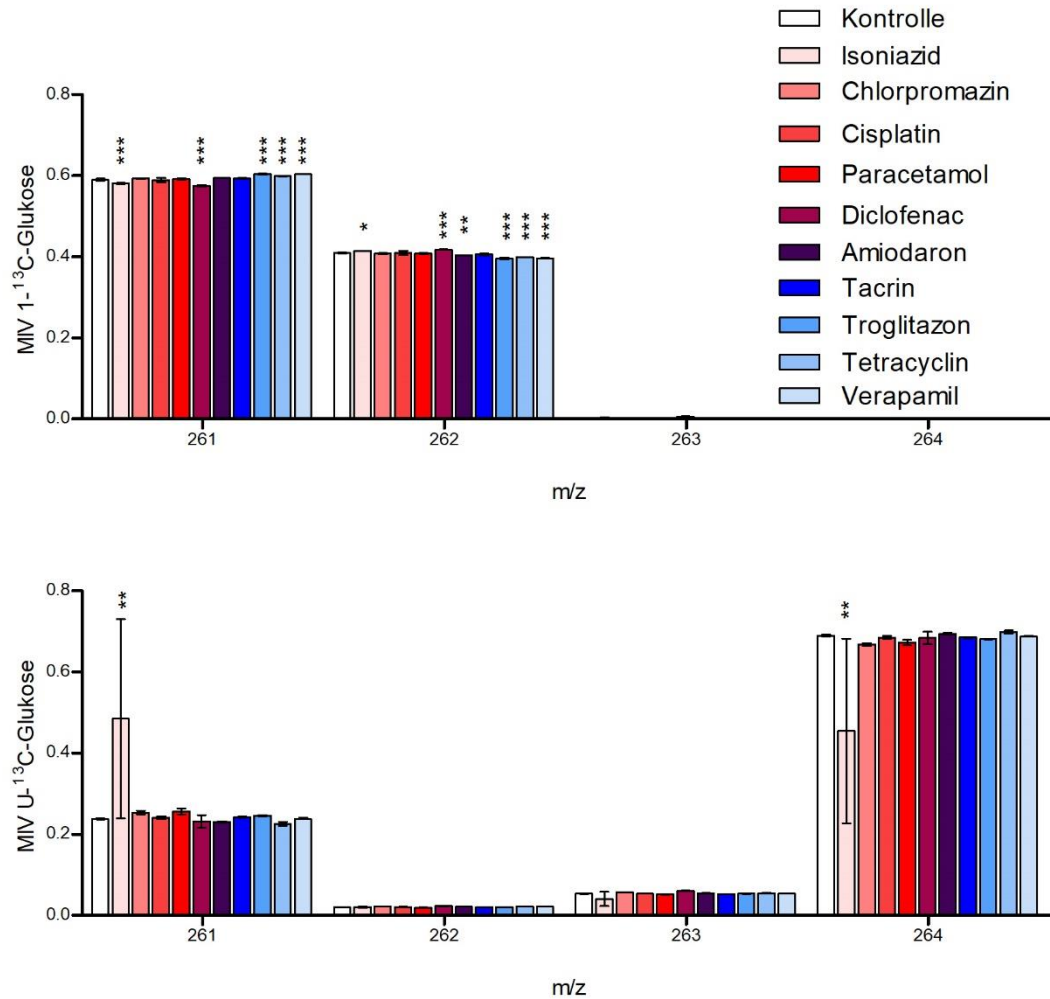 Kontrolle
Isoniazid
Chlorpromazin
Cisplatin
Paracetamol
Diclofenac
Amiodaron
Tacrin
Troglitazon
Tetracyclin
Verapamil
MIV 1-¹³C-Glukose
0.8
0.6
0.4
0.2
0.0
*** *** *** *** ***
* *** ** *** *** ***
261 262 263 264
m/z
MIV U-¹³C-Glukose
0.8
0.6
0.4
0.2
0.0
** **
261 262 263 264
m/z